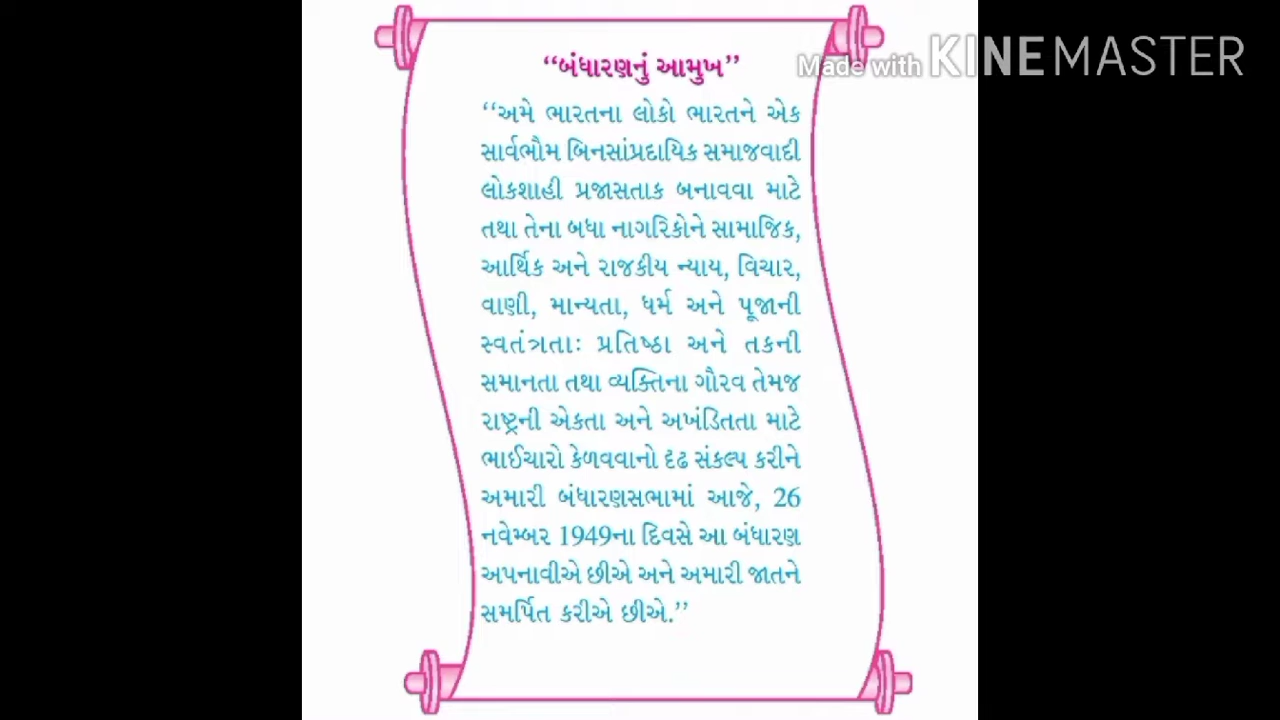 ‘‘બંધારણનું આમુખ’’
Made with KINEMASTER
‘‘અમે ભારતના લોકો ભારતને એક
સાર્વભૌમ બિનસાંપ્રદાયિક સમાજવાદી
લોકશાહી પ્રજાસતાક બનાવવા માટે
તથા તેના બધા નાગરિકોને સામાજિક,
આર્થિક અને રાજકીય ન્યાય, વિચાર,
વાણી, માન્યતા, ધર્મ અને પૂજાની
સ્વતંત્રતાઃ પ્રતિષ્ઠા અને તકની
સમાનતા તથા વ્યક્તિના ગૌરવ તેમજ
રાષ્ટ્રની એકતા અને અખંડિતતા માટે
ભાઈચારો કેળવવાનો દૃઢ સંકલ્પ કરીને
અમારી બંધારણસભામાં આજે, 26
નવેમ્બર 1949ના દિવસે આ બંધારણ
અપનાવીએ છીએ અને અમારી જાતને
સમર્પિત કરીએ છીએ.’’